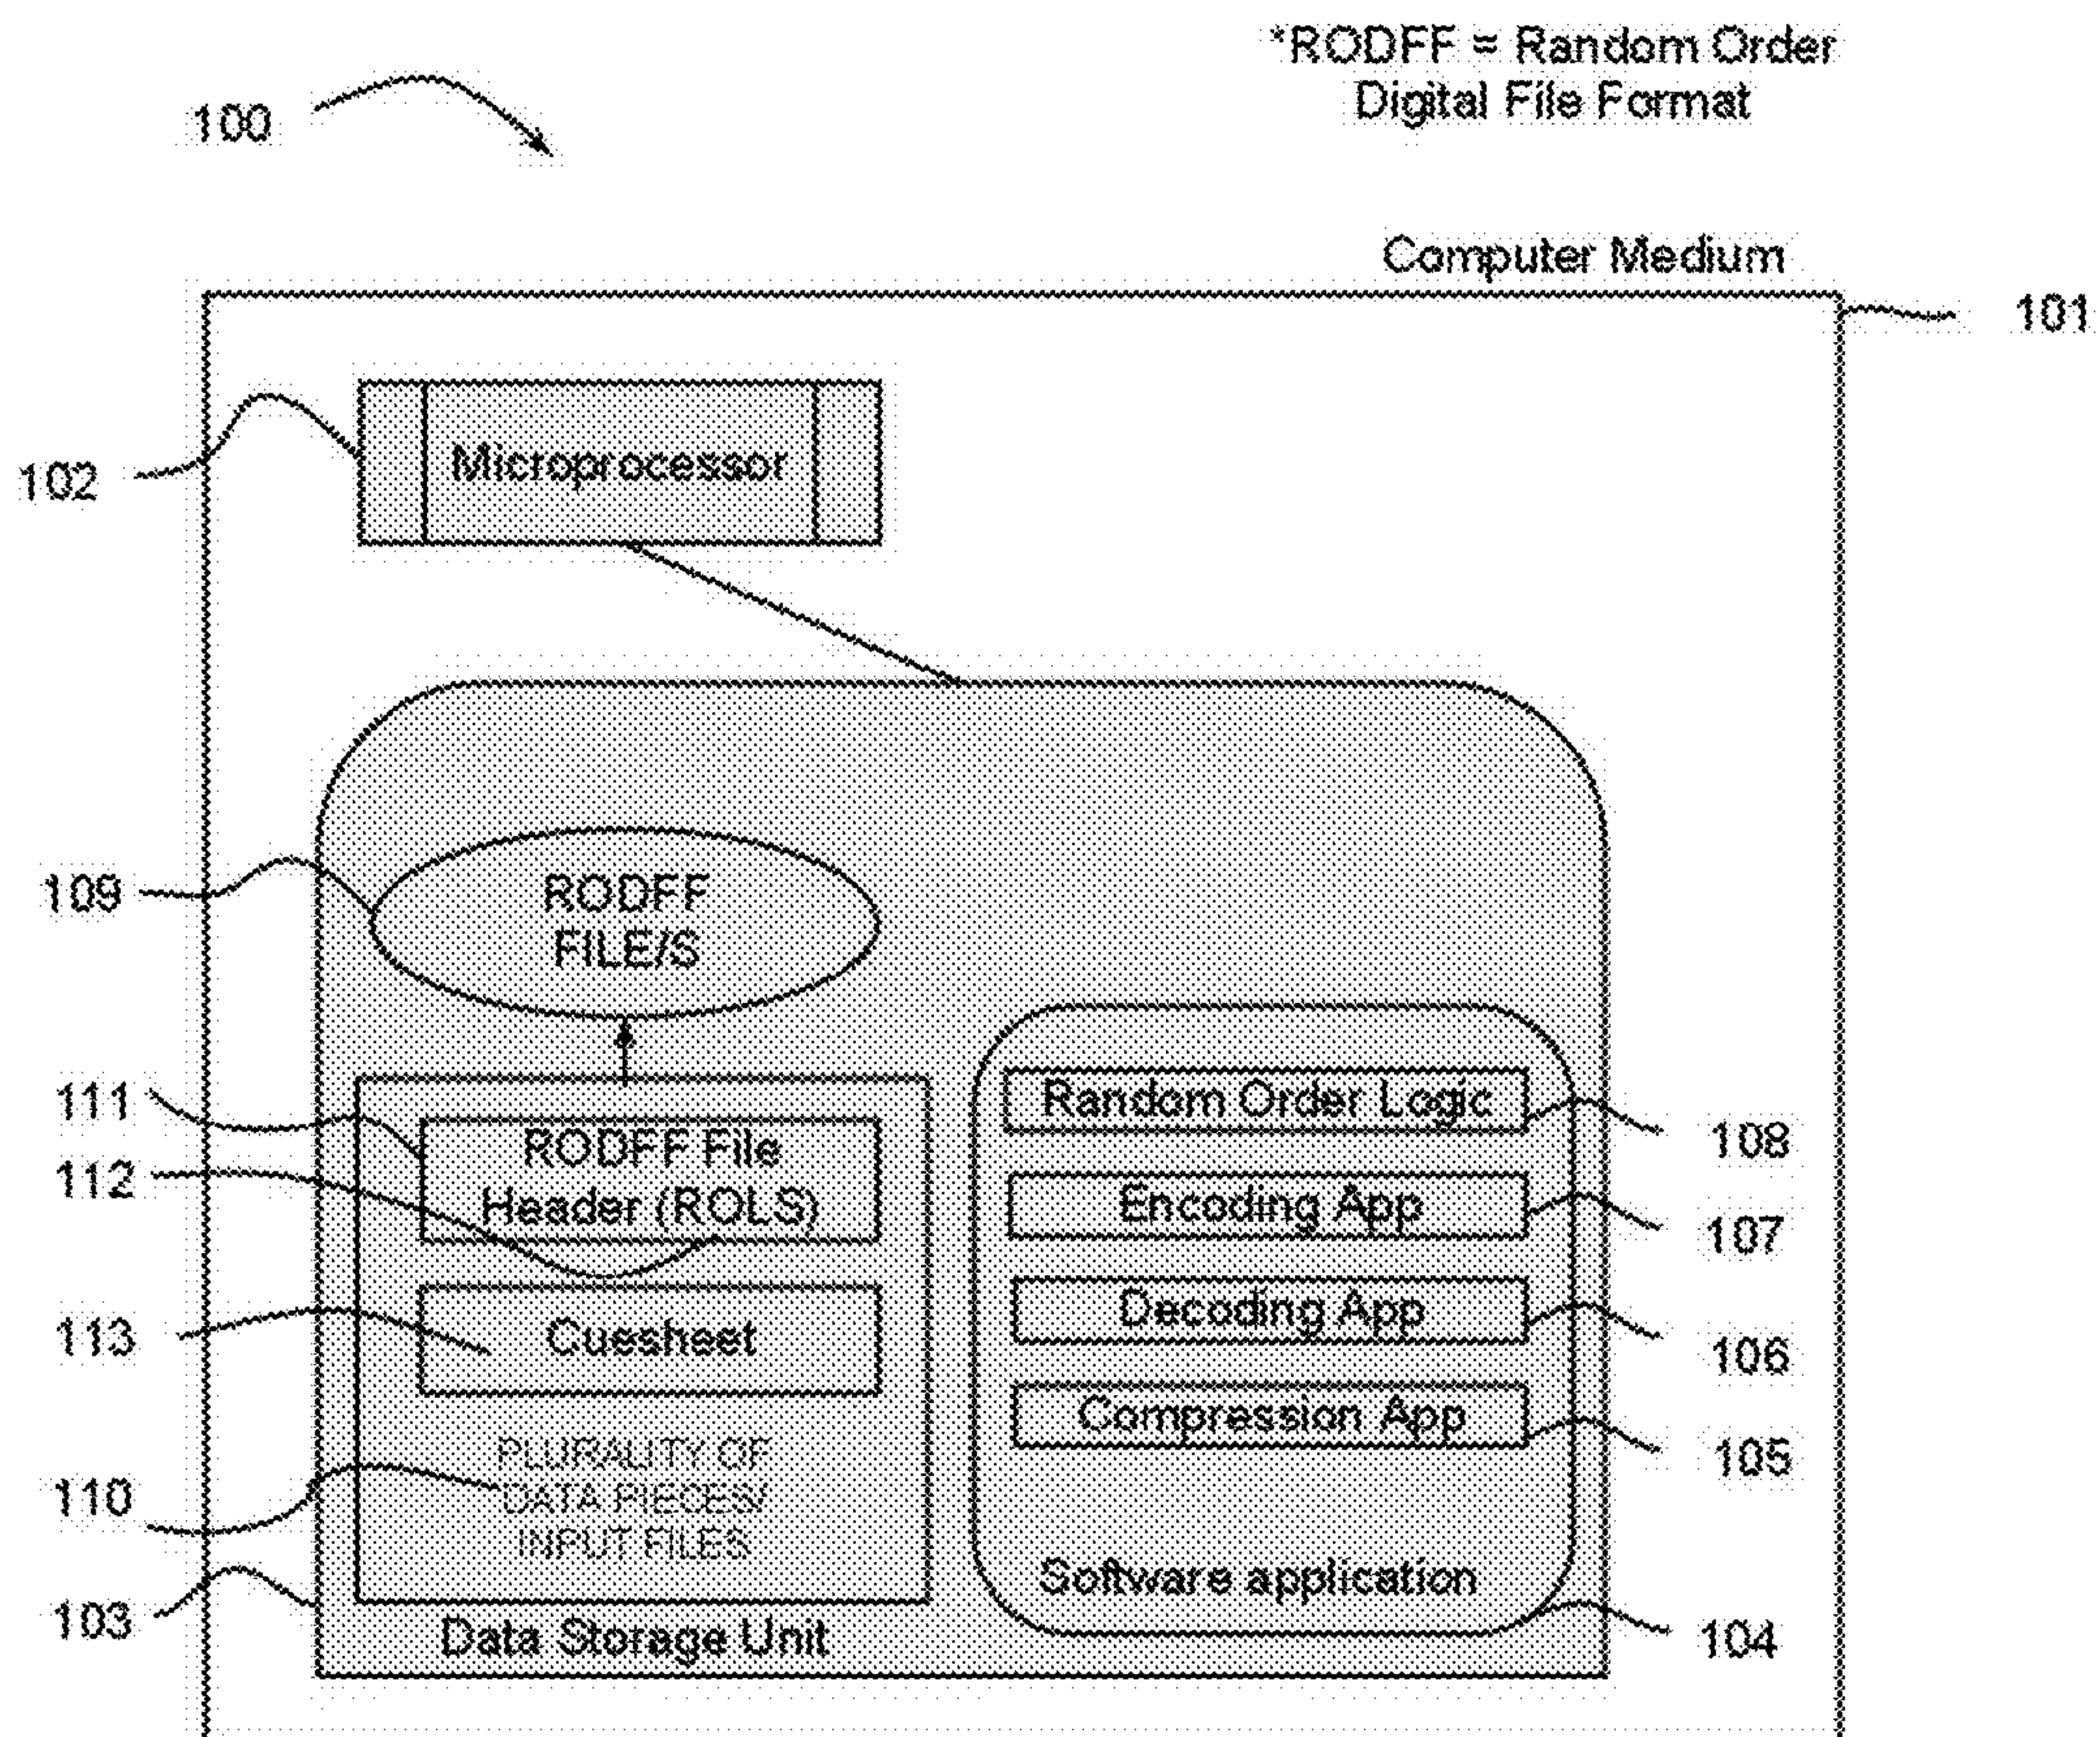 *RODFF = Random Order
Digital File Format
100
Computer Medium
101
Microprocessor
102
109
RODFF
FILE/S
111
RODFF File
Header (ROLS)
112
113
Cuesheet
110
PLURALITY OF
DATA PIECES/
INPUT FILES
103
Data Storage Unit
Random Order Logic
108
Encoding App
107
Decoding App
106
Compression App
105
Software application
104